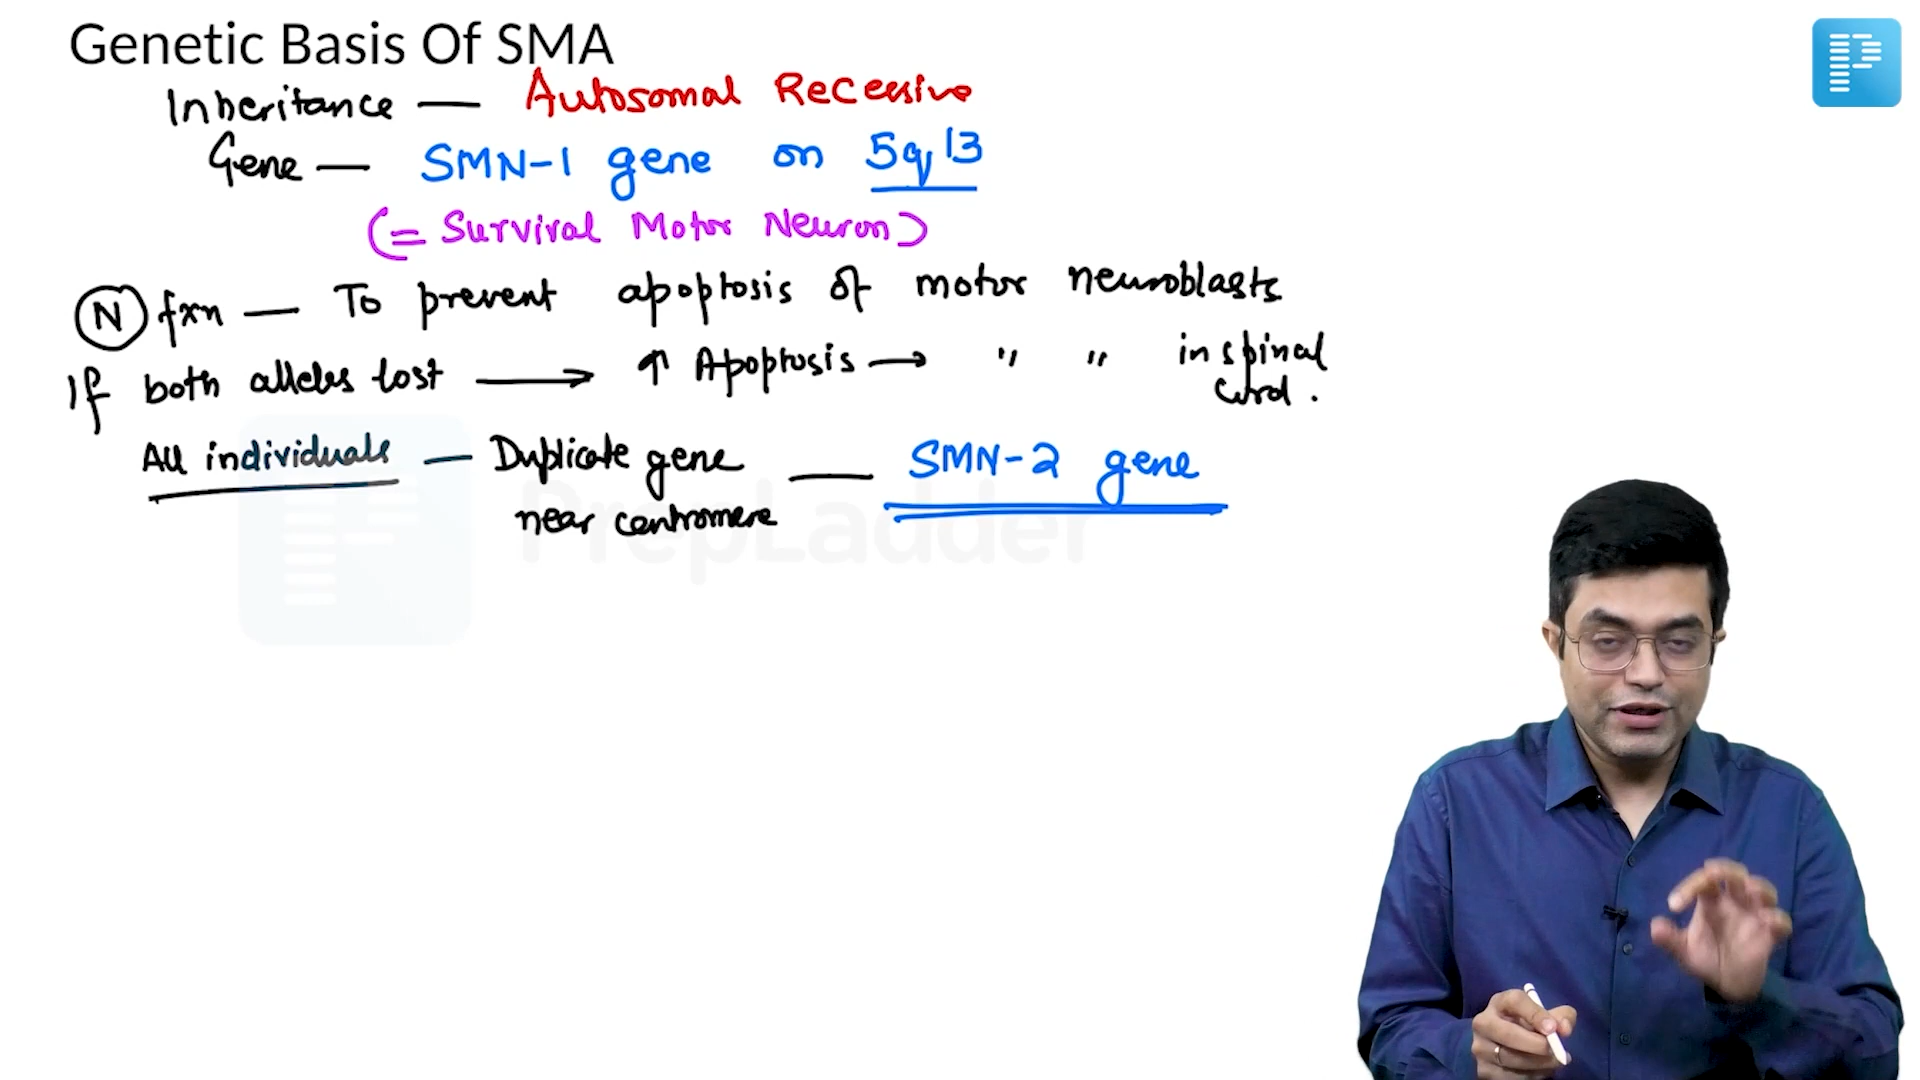 Genetic Basis Of SMA
Inheritance — Autosomal Recessive
Gene — SMN-1 gene on 5q13
(= Survival Motor Neuron)
N fxn — To prevent apoptosis of motor neuroblasts
If both alleles lost → ↑ Apoptosis → " " in spinal
cord.
All individuals — Duplicate gene — SMN-2 gene
near centromere
PrepLadder